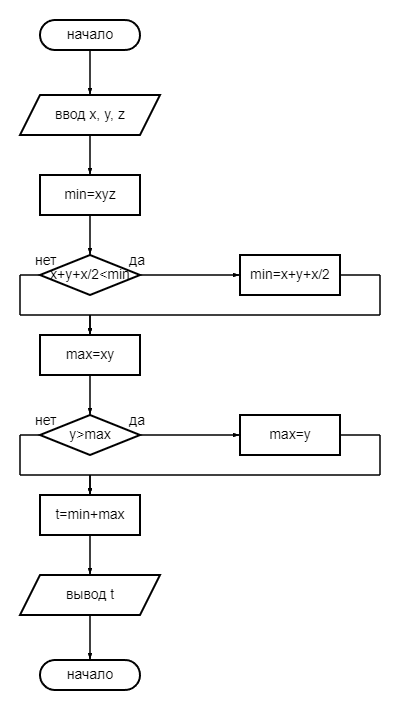 начало
ввод x, y, z
min=xyz
нет
да
x+y+x/2<min
min=x+y+x/2
max=xy
нет
да
y>max
max=y
t=min+max
вывод t
начало